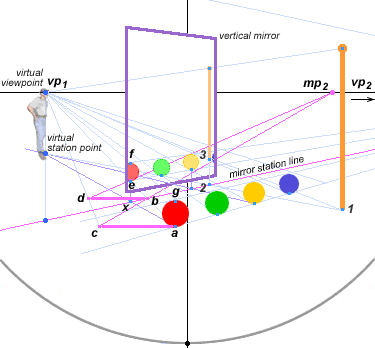 vertical mirror
virtual
viewpoint
vp1
mp2
vp2
virtual
station point
f
3
mirror station line
e
d
x
b
g
2
1
c
a